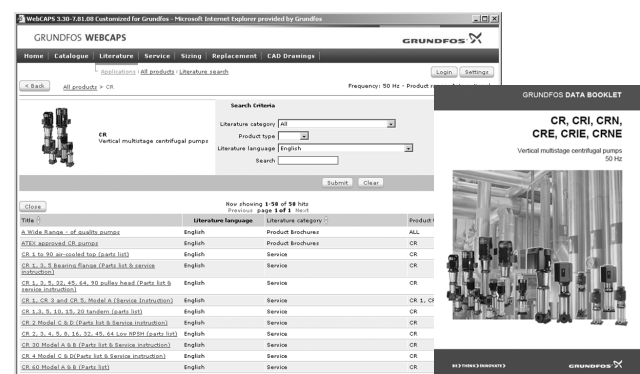 WebCAPS 3.30-7.81.08 Customized for Grundfos - Microsoft Internet Explorer provided by Grundfos
GRUNDFOS WEBCAPS
GRUNDFOS
Home Catalogue Literature Service Sizing Replacement CAD Drawings
Applications All products Literature search
Login Settings
< Back All products > CR
Frequency: 50 Hz - Product
Search Criteria
CR
Vertical multistage centrifugal pumps
Literature category All
Product type
Literature language English
Search
Submit Clear
Close
Now showing 1-58 of 58 hits
Previous page 1 of 1 Next
Title Literature language Literature category Product
A Wide Range - of quality pumps English Product Brochures ALL
ATEX approved CR pumps English Product Brochures CR
CR 1 to 90 air-cooled top (parts list) English Service CR
CR 1, 3, 5 Bearing flange (Parts list & service instruction) English Service CR
CR 1, 3, 5, 32, 45, 64, 90 pulley head (Parts list & service instruction) English Service CR
CR 1, CR 3 and CR 5, Model A (Service Instruction) English Service CR 1, CR
CR 1.3, 5, 10, 15, 20 tandem (parts list) English Service CR
CR 2 Model C & D (Parts list & Service instruction) English Service CR
CR 2, 3, 4, 5, 8, 16, 32, 45, 64 Low NPSH (parts list) English Service CR
CR 30 Model A & B (Parts list & Service instruction) English Service CR
CR 4 Model C & D(Parts list & Service instruction) English Service CR
CR 60 Model A & B (Parts list) English Service CR
GRUNDFOS DATA BOOKLET
CR, CRI, CRN,
CRE, CRIE, CRNE
Vertical multistage centrifugal pumps
50 Hz
BE > THINK > INNOVATE >
GRUNDFOS